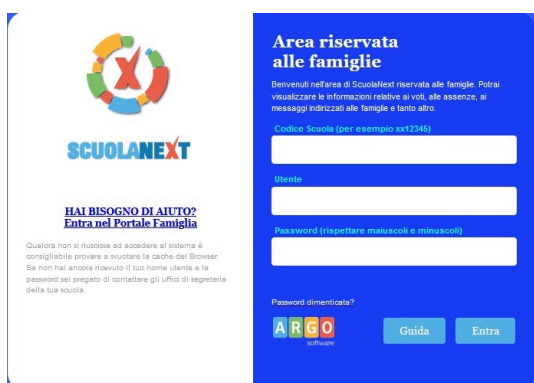 SCUOLANEXT
HAI BISOGNO DI AIUTO?
Entra nel Portale Famiglia
Qualora non si riuscisse ad accedere al sistema è
consigliabile provare a svuotare la cache del Browser.
Se non hai ancora ricevuto il tuo nome utente e la
password sei pregato di contattare gli uffici di segreteria
della tua scuola.
Area riservata
alle famiglie
Benvenuti nell'area di ScuolaNext riservata alle famiglie. Potrai
visualizzare le informazioni relative ai voti, alle assenze, ai
messaggi indirizzati alle famiglie e tanto altro.
Codice Scuola (per esempio xx12345)
Utente
Password (rispettare maiuscoli e minuscoli)
Password dimenticata?
ARGO
software
Guida
Entra